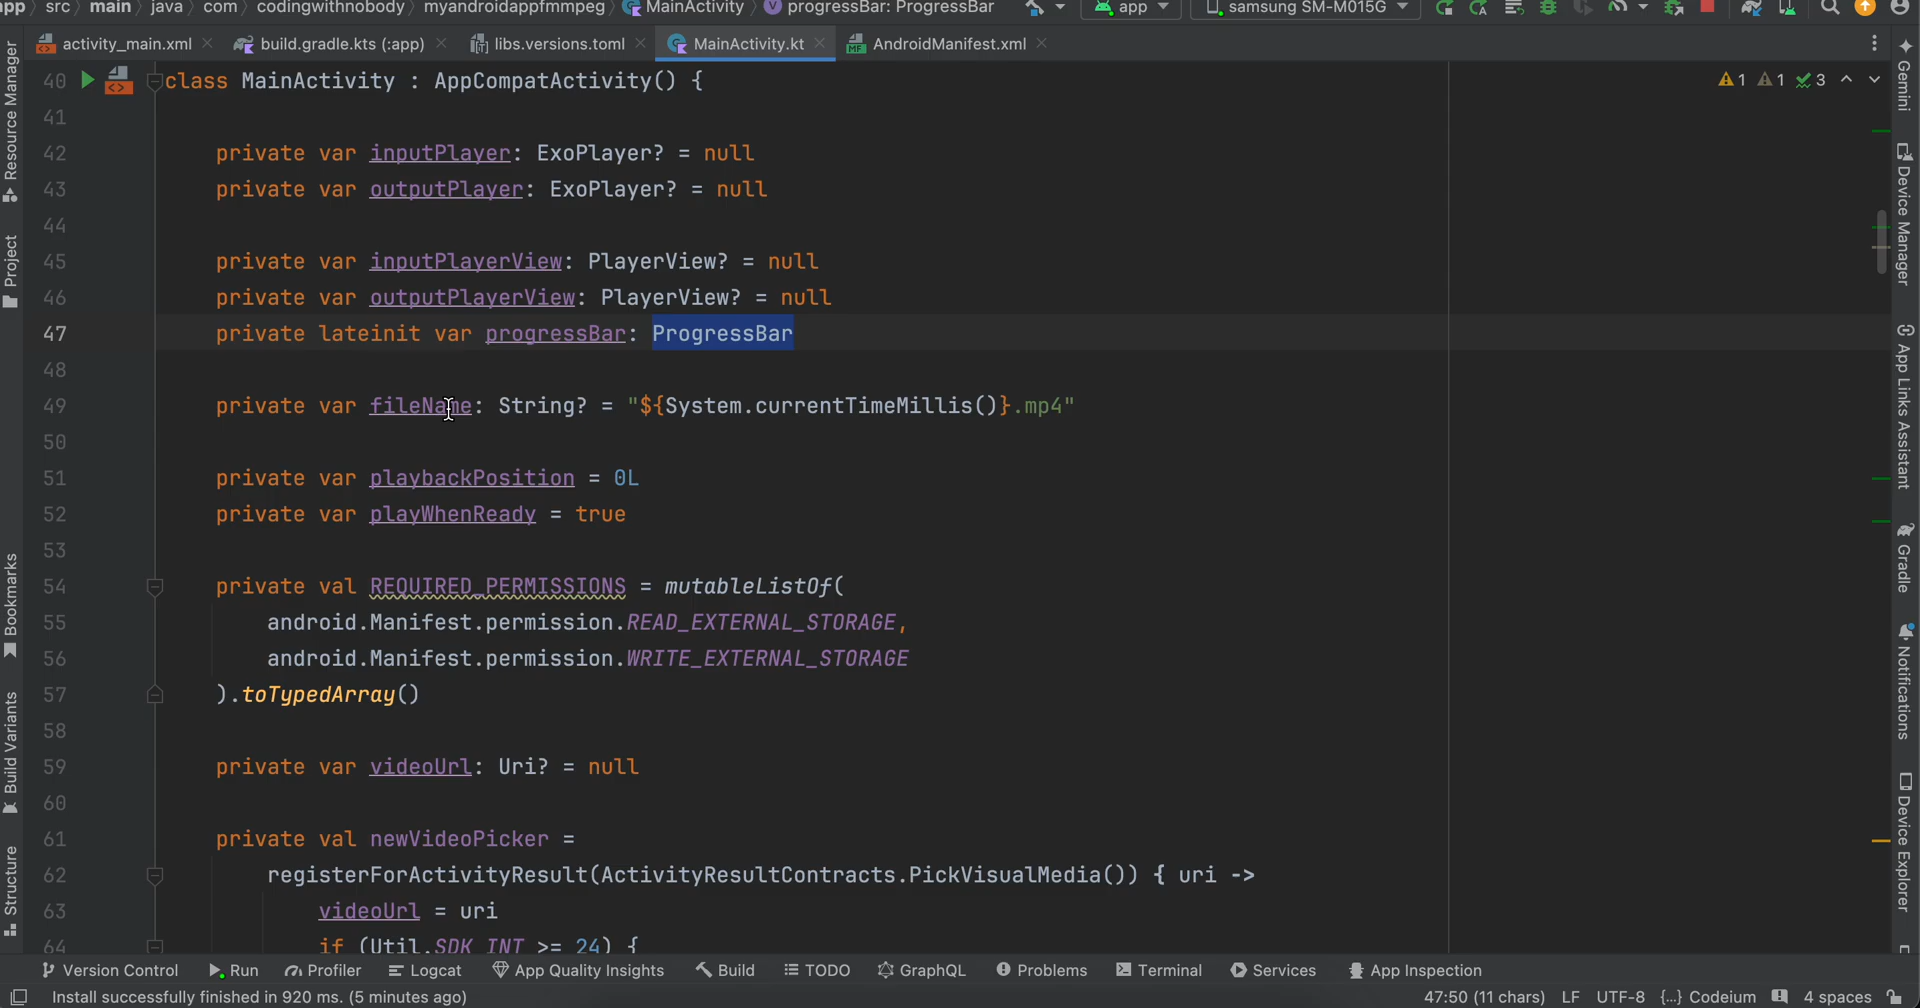 app src main java com codingwithnobody myandroidappfmmpeg MainActivity progressBar: ProgressBar app samsung SM-M015G
activity_main.xml build.gradle.kts (:app) libs.versions.toml MainActivity.kt AndroidManifest.xml
40 class MainActivity : AppCompatActivity() { 1 1 3
41
42 private var inputPlayer: ExoPlayer? = null
43 private var outputPlayer: ExoPlayer? = null
44
45 private var inputPlayerView: PlayerView? = null
46 private var outputPlayerView: PlayerView? = null
47 private lateinit var progressBar: ProgressBar
48
49 private var fileName: String? = "${System.currentTimeMillis()}.mp4"
50
51 private var playbackPosition = 0L
52 private var playWhenReady = true
53
54 private val REQUIRED_PERMISSIONS = mutableListOf(
55 android.Manifest.permission.READ_EXTERNAL_STORAGE,
56 android.Manifest.permission.WRITE_EXTERNAL_STORAGE
57 ).toTypedArray()
58
59 private var videoUrl: Uri? = null
60
61 private val newVideoPicker =
62 registerForActivityResult(ActivityResultContracts.PickVisualMedia()) { uri ->
63 videoUrl = uri
64 if (Util.SDK_INT >= 24) {
Resource Manager
Project
Bookmarks
Build Variants
Structure
Gemini
Device Manager
App Links Assistant
Gradle
Notifications
Device Explorer
Version Control Run Profiler Logcat App Quality Insights Build TODO GraphQL Problems Terminal Services App Inspection
Install successfully finished in 920 ms. (5 minutes ago) 47:50 (11 chars) LF UTF-8 {...} Codeium 4 spaces